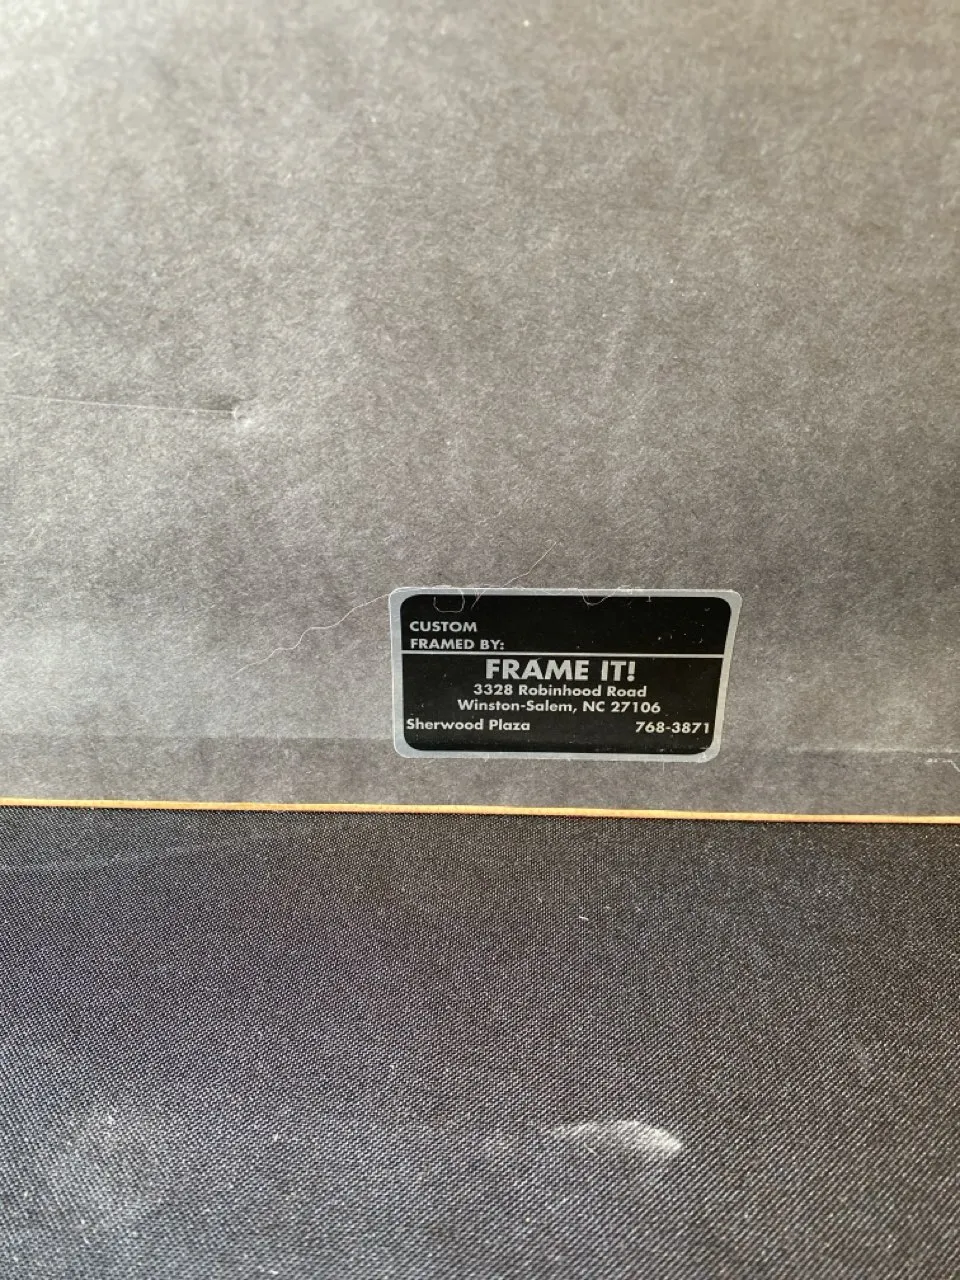 CUSTOM
FRAMED BY:
FRAME IT!
3328 Robinhood Road
Winston-Salem, NC 27106
Sherwood Plaza 768-3871